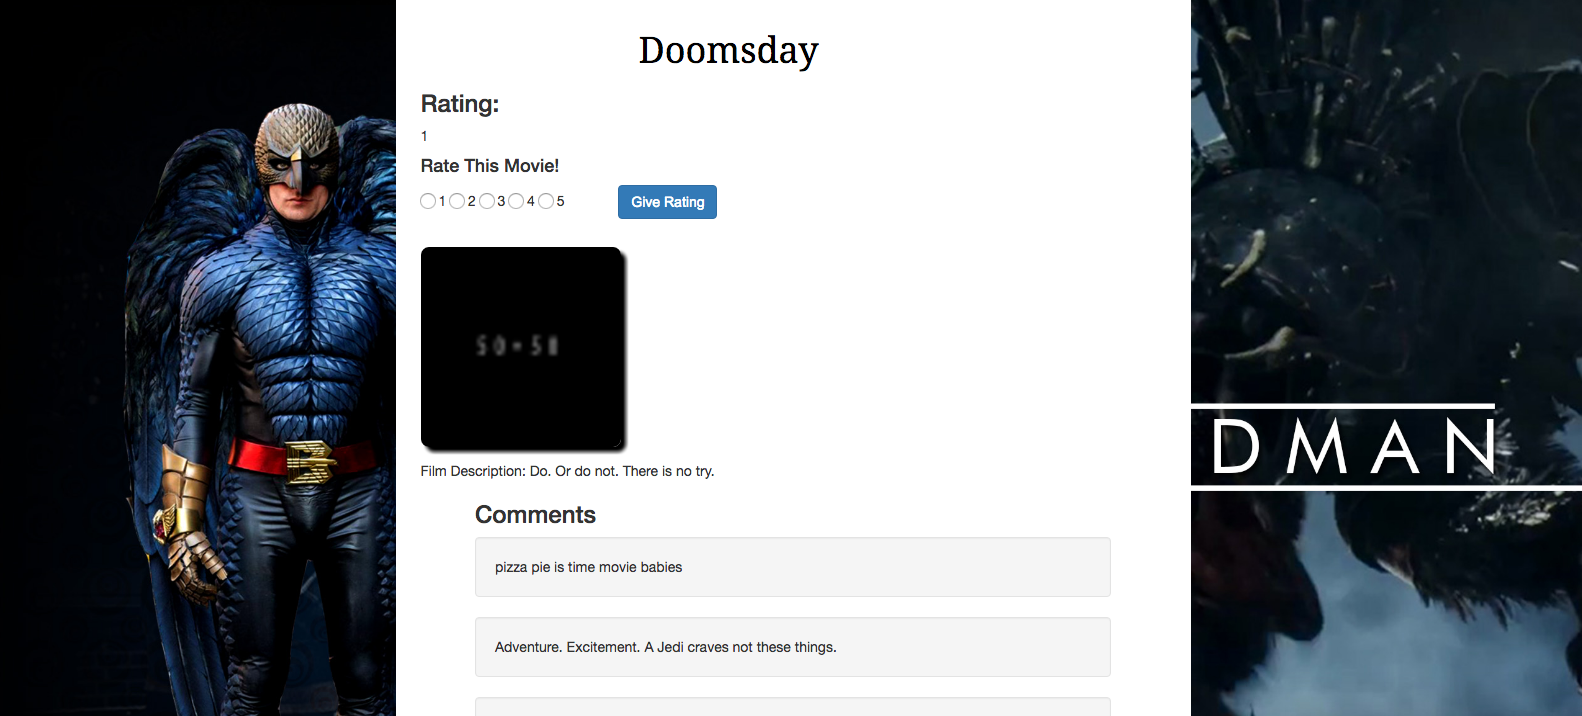 Doomsday
Rating:
1
Rate This Movie!
1 2 3 4 5 Give Rating
Film Description: Do. Or do not. There is no try.
Comments
pizza pie is time movie babies
Adventure. Excitement. A Jedi craves not these things.
DMAN